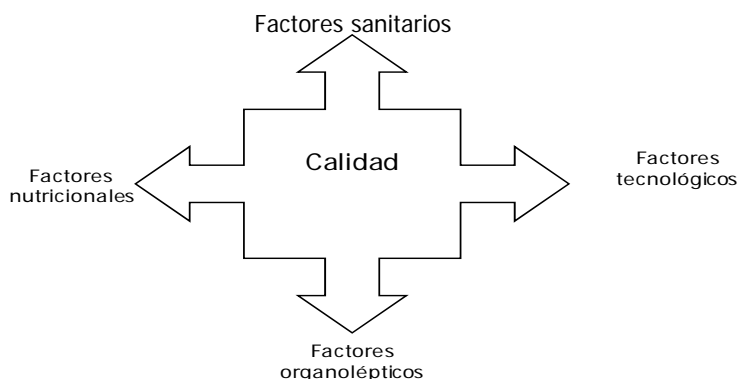 Factores sanitarios
Calidad
Factores
nutricionales
Factores
tecnológicos
Factores
organolépticos